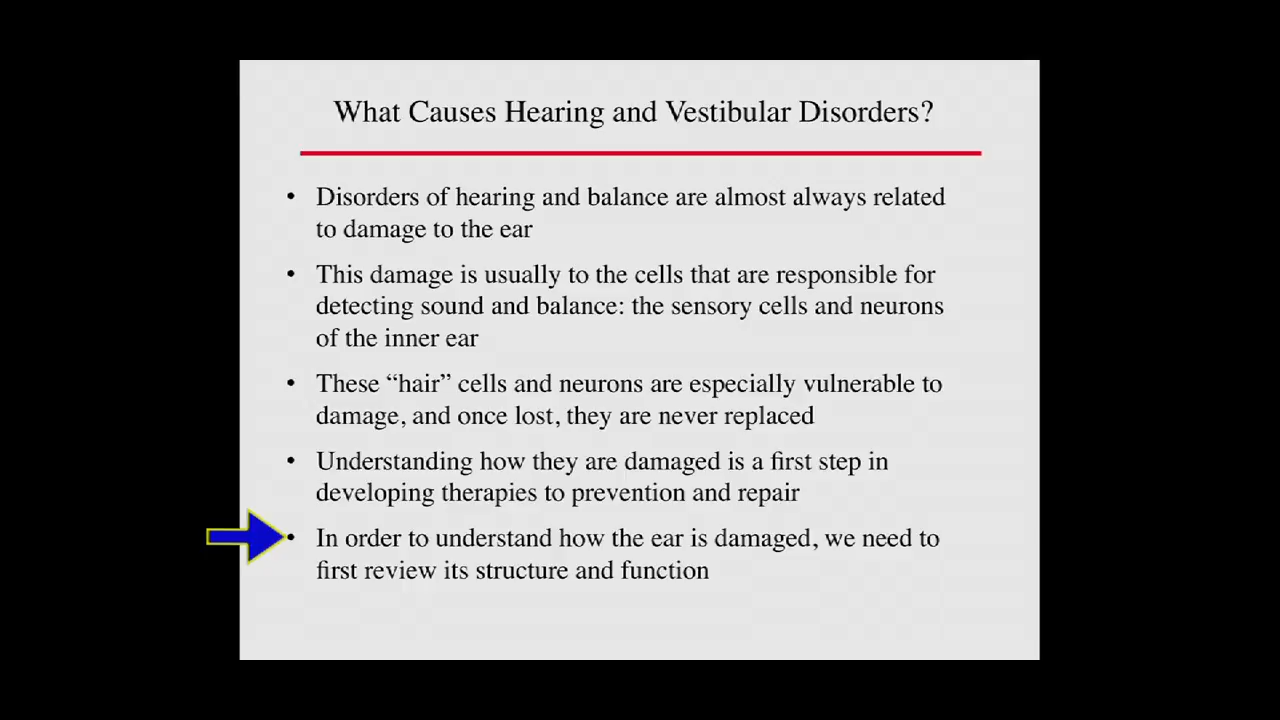 What Causes Hearing and Vestibular Disorders?
• Disorders of hearing and balance are almost always related
to damage to the ear
• This damage is usually to the cells that are responsible for
detecting sound and balance: the sensory cells and neurons
of the inner ear
• These “hair” cells and neurons are especially vulnerable to
damage, and once lost, they are never replaced
• Understanding how they are damaged is a first step in
developing therapies to prevention and repair
• In order to understand how the ear is damaged, we need to
first review its structure and function